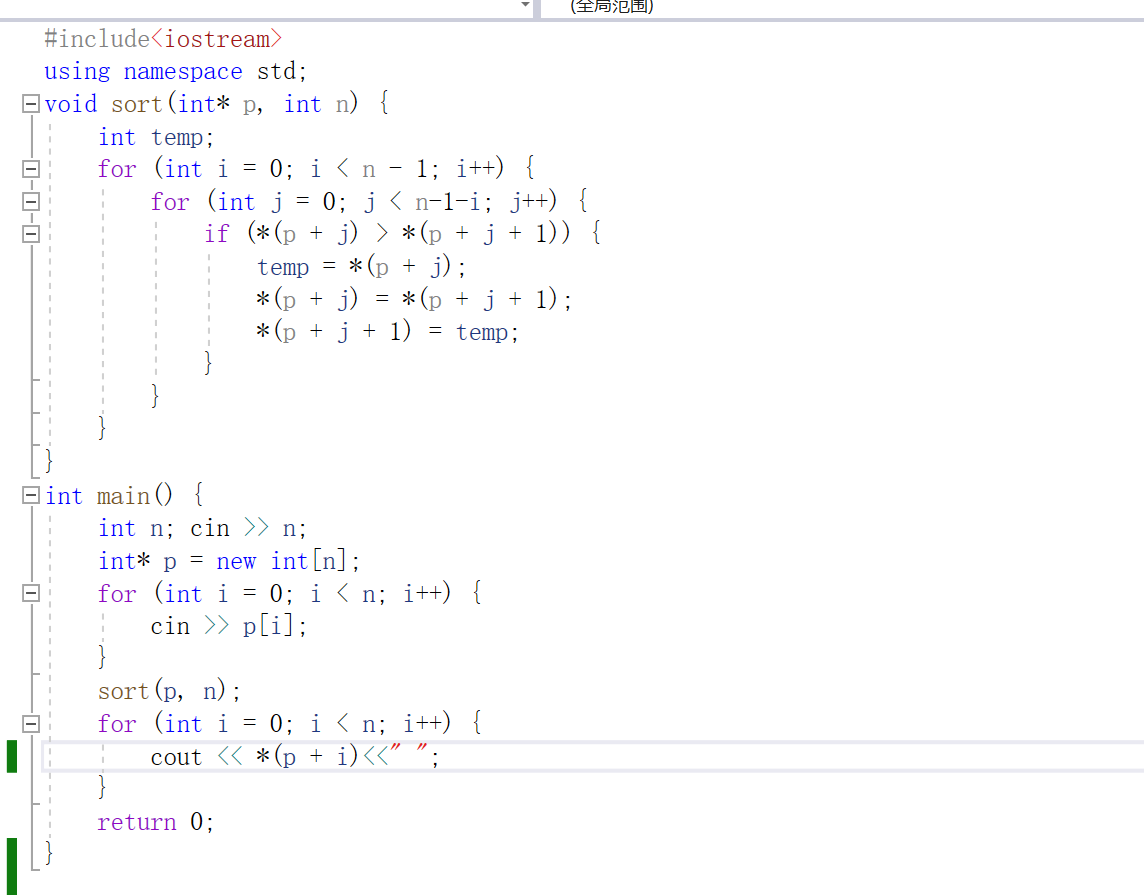 (全局范围)
#include<iostream>
using namespace std;
void sort(int* p, int n) {
    int temp;
    for (int i = 0; i < n - 1; i++) {
        for (int j = 0; j < n-1-i; j++) {
            if (*(p + j) > *(p + j + 1)) {
                temp = *(p + j);
                *(p + j) = *(p + j + 1);
                *(p + j + 1) = temp;
            }
        }
    }
}
int main() {
    int n; cin >> n;
    int* p = new int[n];
    for (int i = 0; i < n; i++) {
        cin >> p[i];
    }
    sort(p, n);
    for (int i = 0; i < n; i++) {
        cout << *(p + i)<<" ";
    }
    return 0;
}